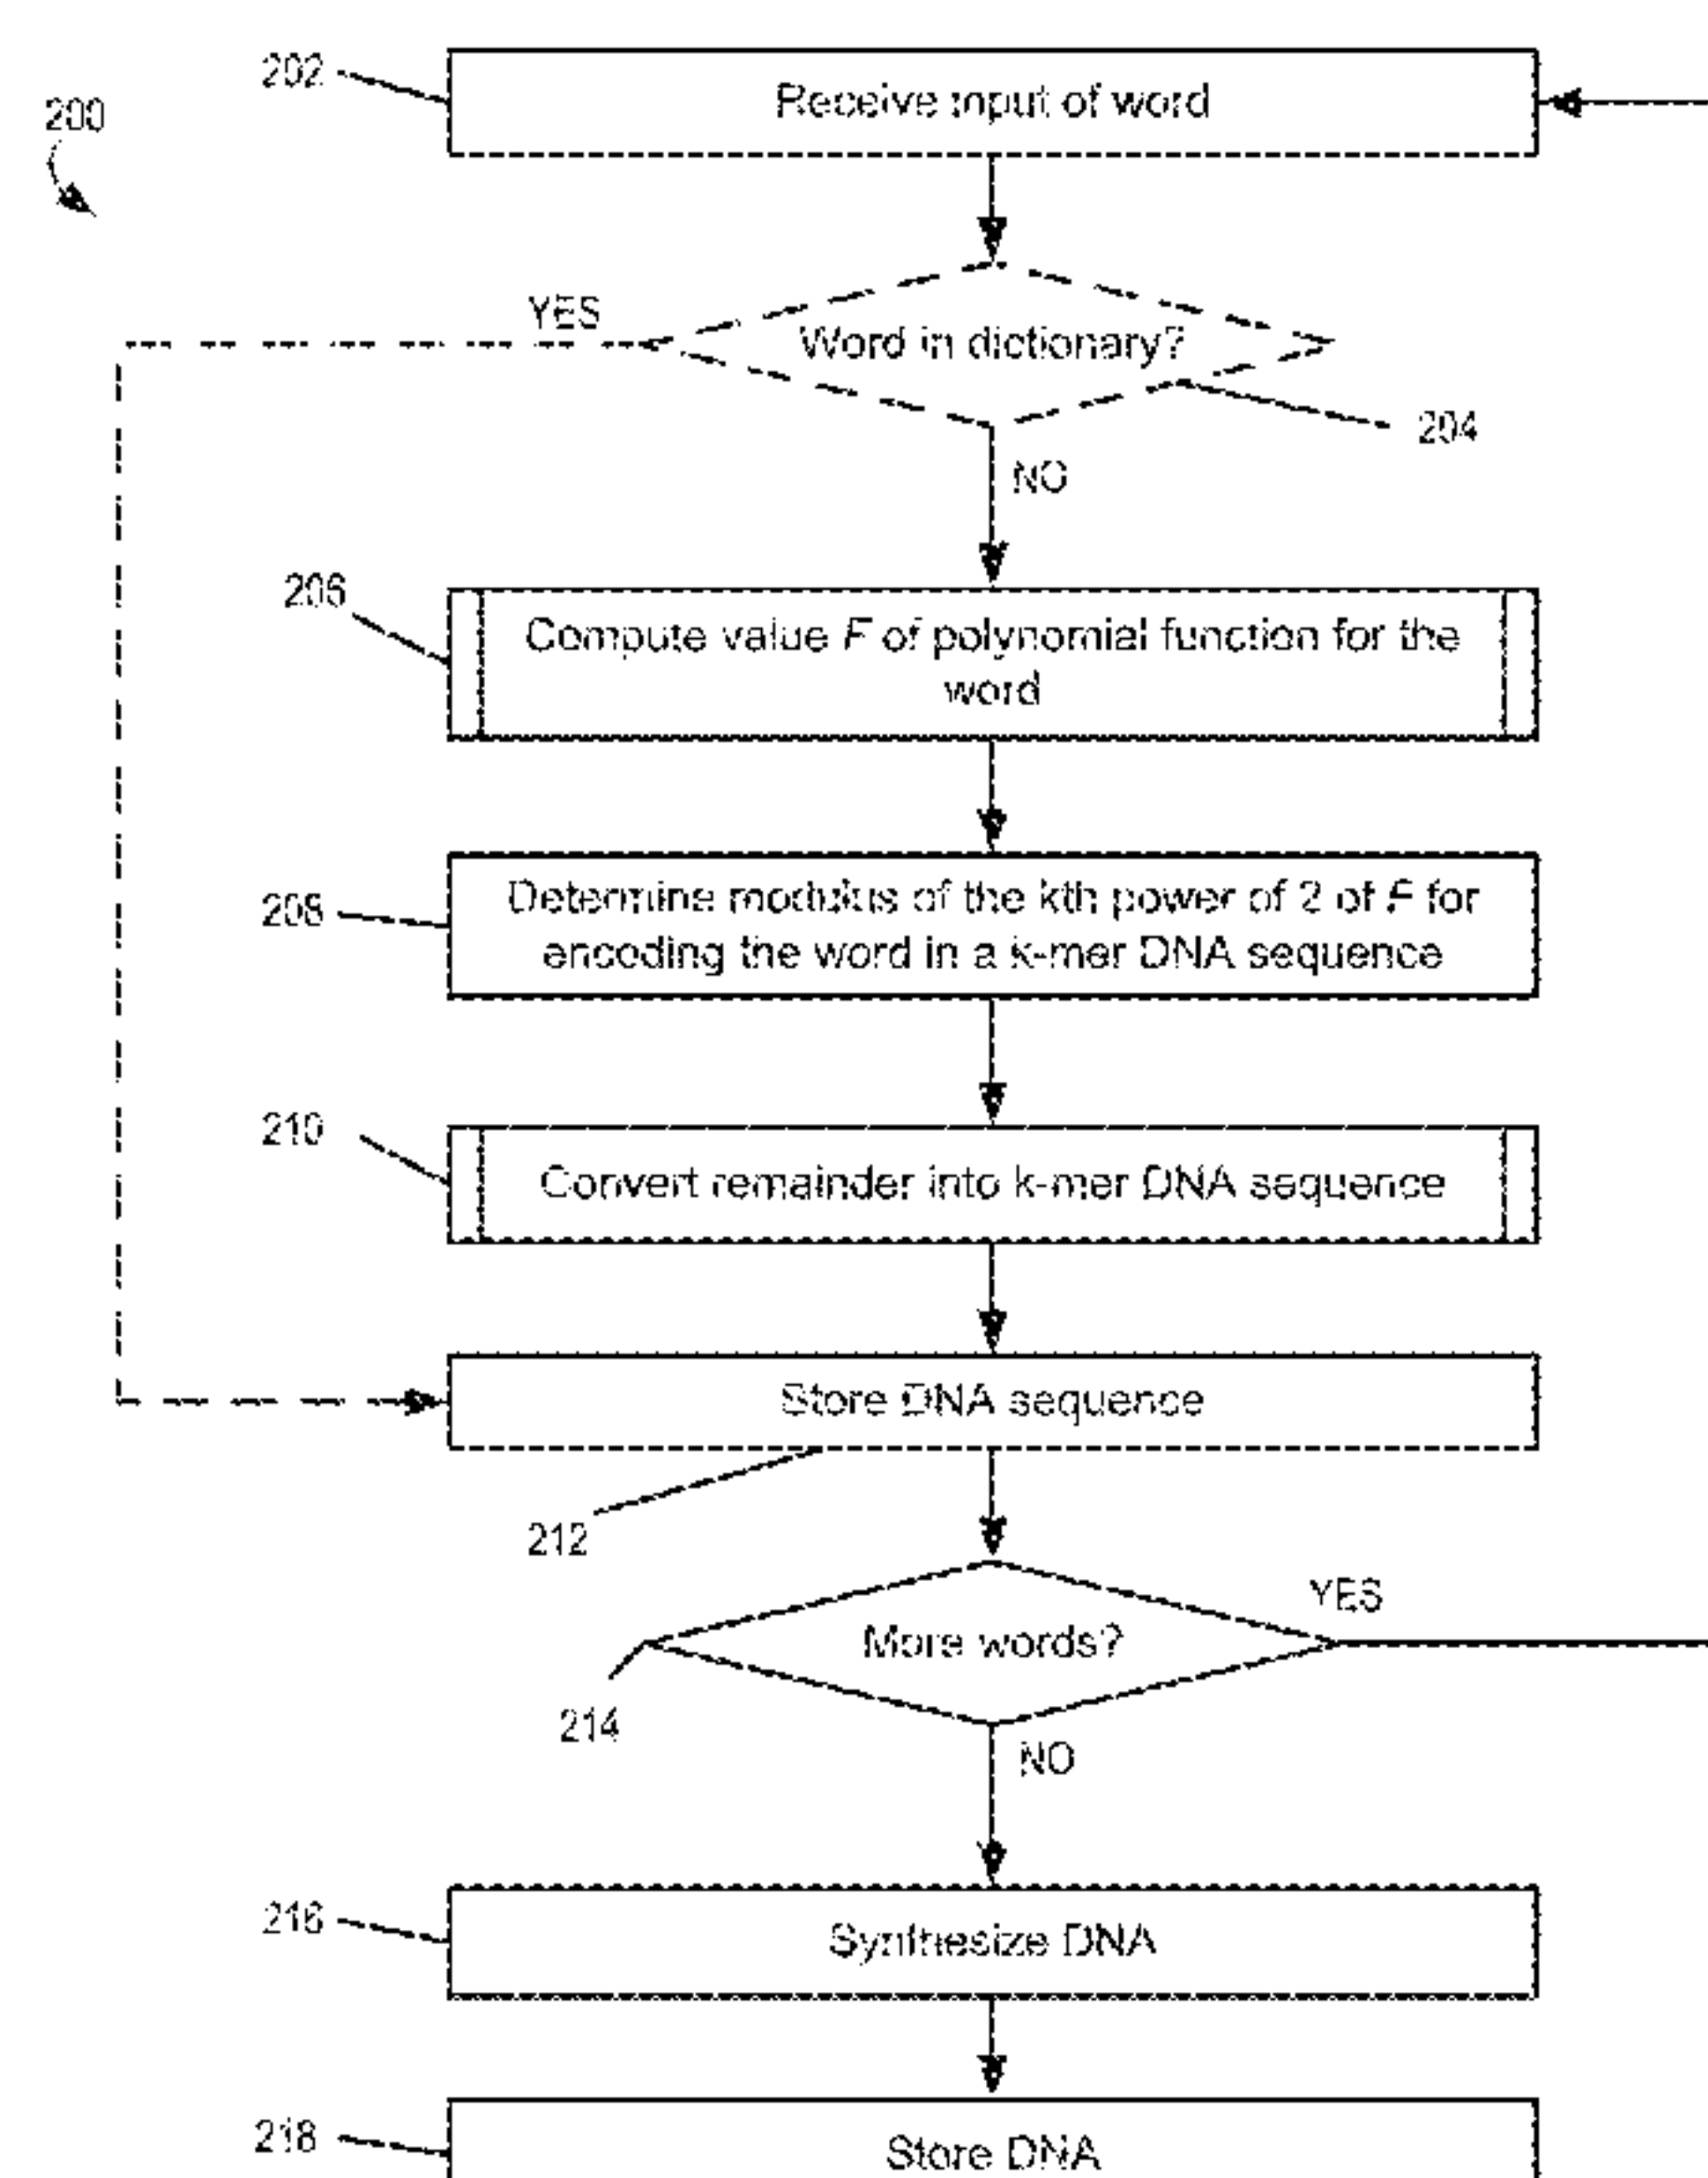 202
Receive input of word
200
YES
Word in dictionary?
204
NO
206
Compute value F of polynomial function for the
word
208
Determine modulus of the kth power of 2 of F for
encoding the word in a k-mer DNA sequence
210
Convert remainder into k-mer DNA sequence
Store DNA sequence
212
YES
More words?
214
NO
216
Synthesize DNA
218
Store DNA